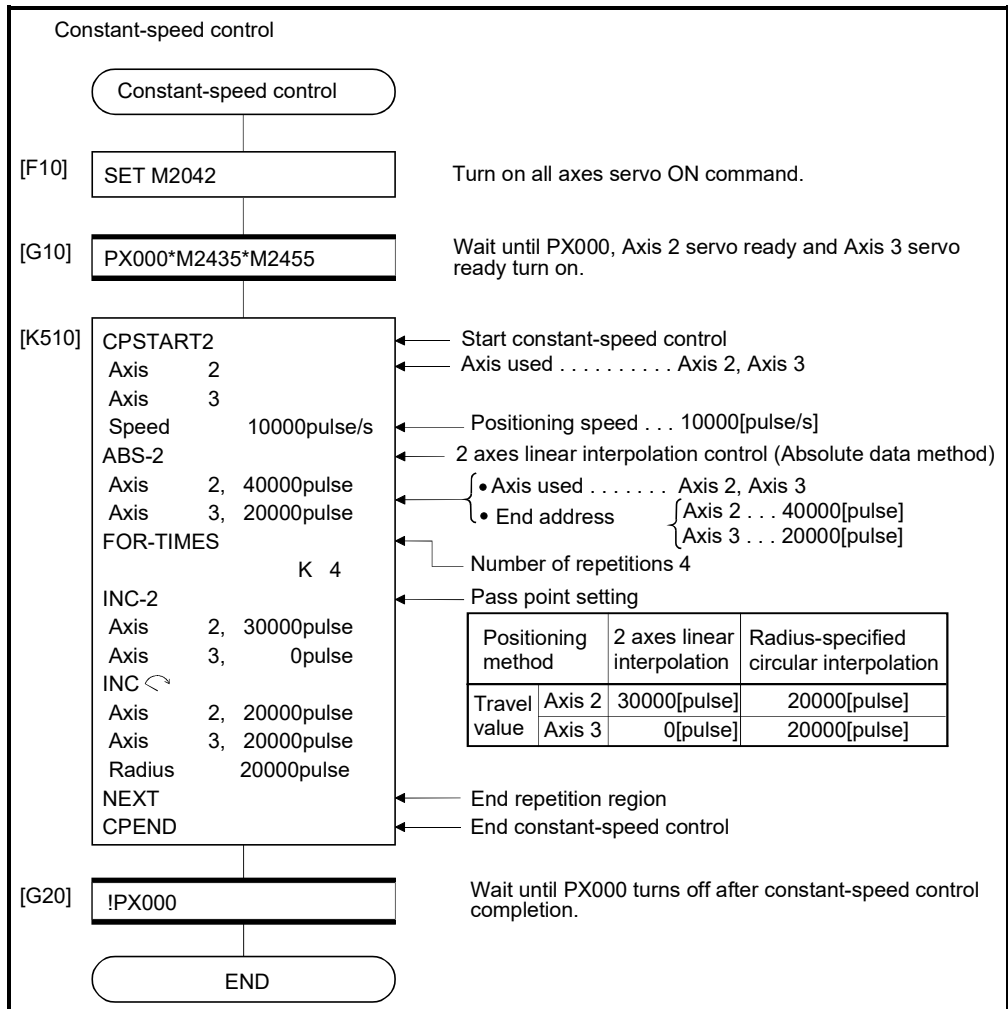 Constant-speed control
Constant-speed control
[F10]
SET M2042
Turn on all axes servo ON command.
[G10]
PX000*M2435*M2455
Wait until PX000, Axis 2 servo ready and Axis 3 servo
ready turn on.
[K510]
CPSTART2
Start constant-speed control
Axis 2
Axis used . . . . . . . . . . Axis 2, Axis 3
Axis 3
Speed 10000pulse/s
Positioning speed . . . 10000[pulse/s]
ABS-2
2 axes linear interpolation control (Absolute data method)
Axis 2, 40000pulse
• Axis used . . . . . . . Axis 2, Axis 3
Axis 3, 20000pulse
• End address
Axis 2 . . . 40000[pulse]
Axis 3 . . . 20000[pulse]
FOR-TIMES
Number of repetitions 4
K 4
INC-2
Pass point setting
Axis 2, 30000pulse
Axis 3, 0pulse
INC
Axis 2, 20000pulse
Axis 3, 20000pulse
Radius 20000pulse
Positioning method
2 axes linear interpolation
Radius-specified circular interpolation
Travel value
Axis 2 30000[pulse] 20000[pulse]
Axis 3 0[pulse] 20000[pulse]
NEXT
End repetition region
CPEND
End constant-speed control
[G20]
!PX000
Wait until PX000 turns off after constant-speed control
completion.
END